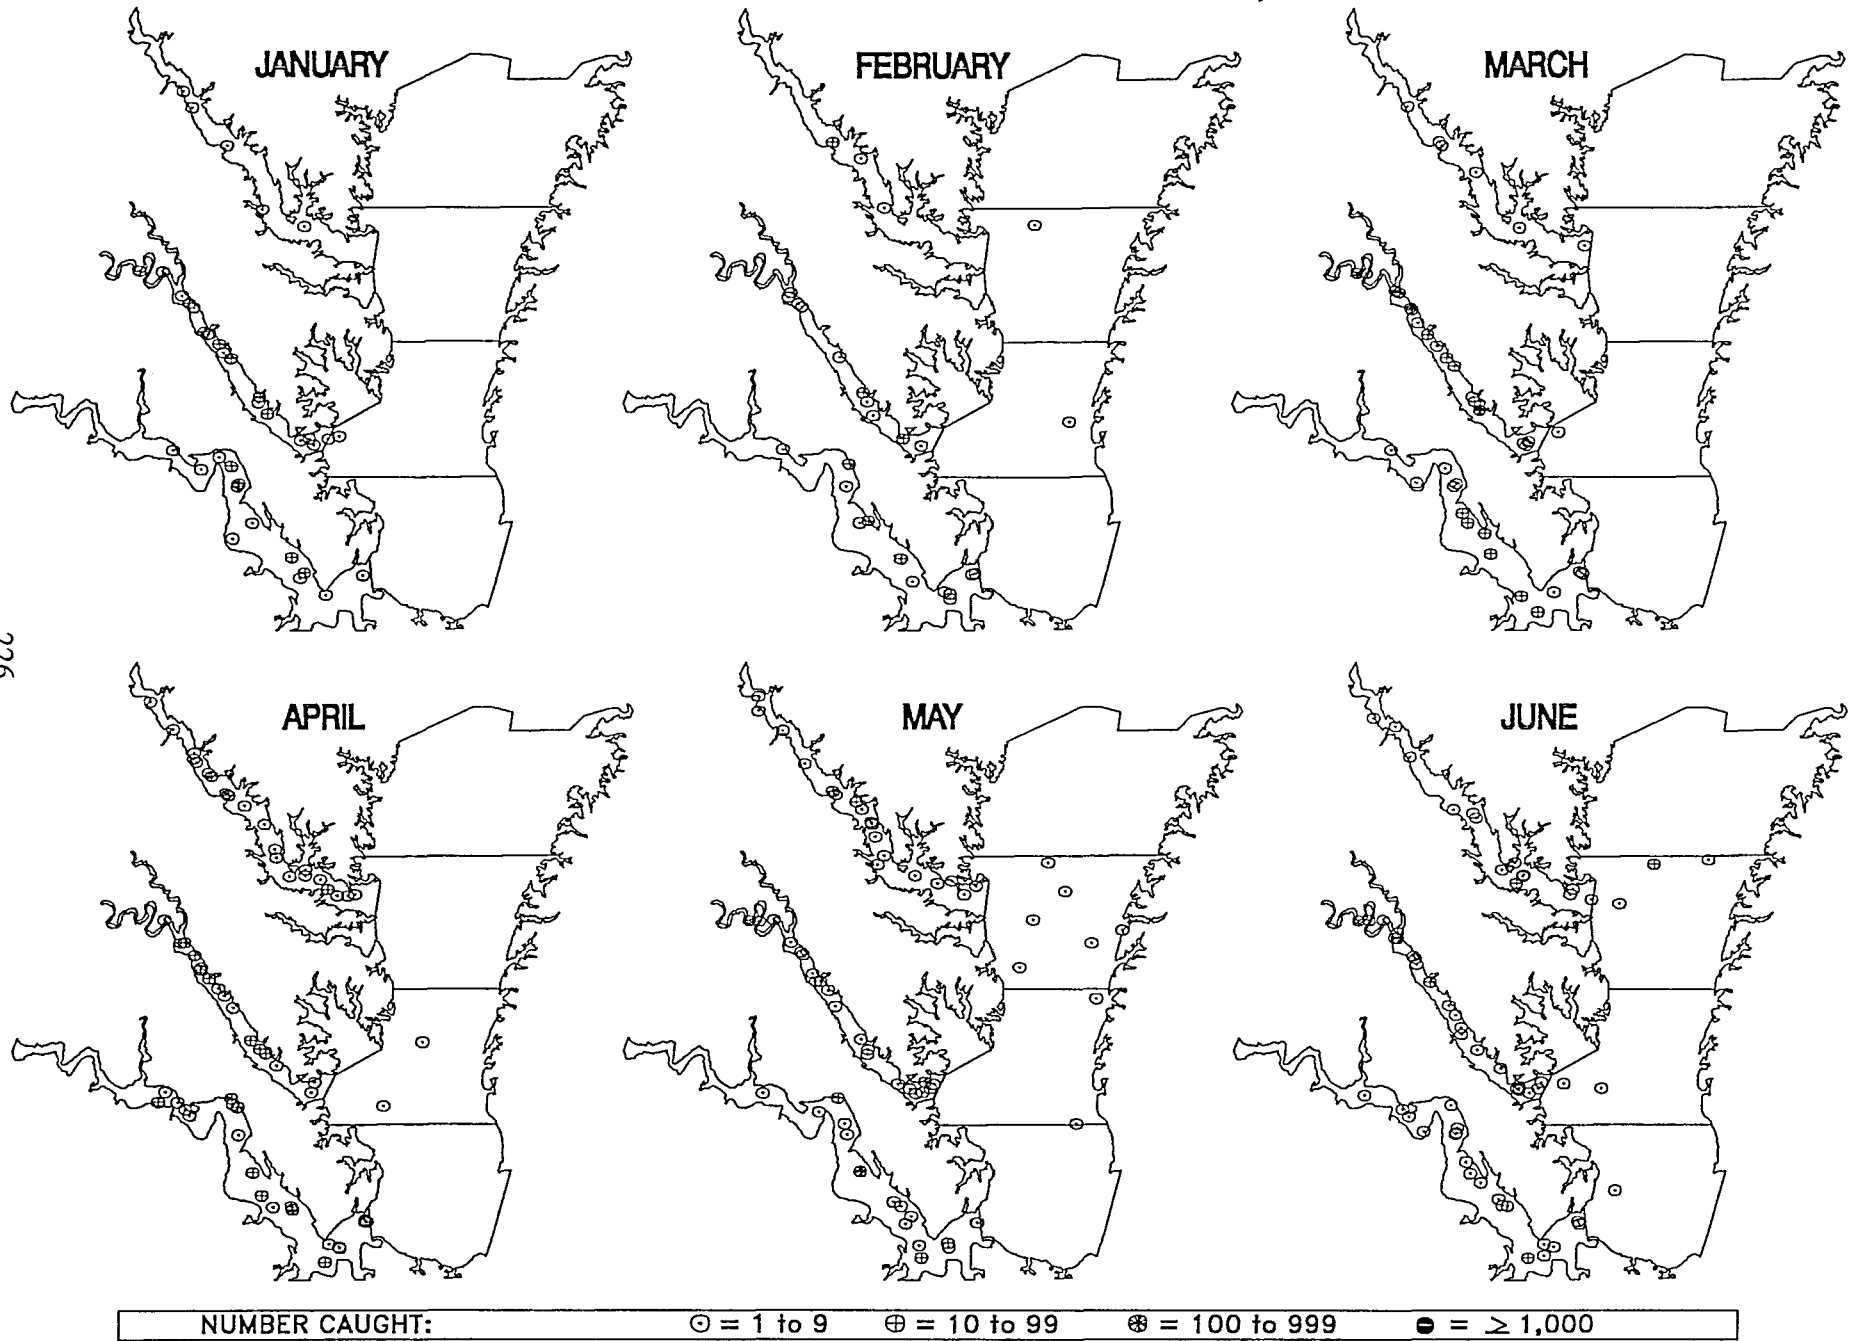 JANUARY
FEBRUARY
MARCH
226
APRIL
MAY
JUNE
NUMBER CAUGHT: ⊙ = 1 to 9 ⊕ = 10 to 99 ⊛ = 100 to 999 ⊖ = ≥ 1,000